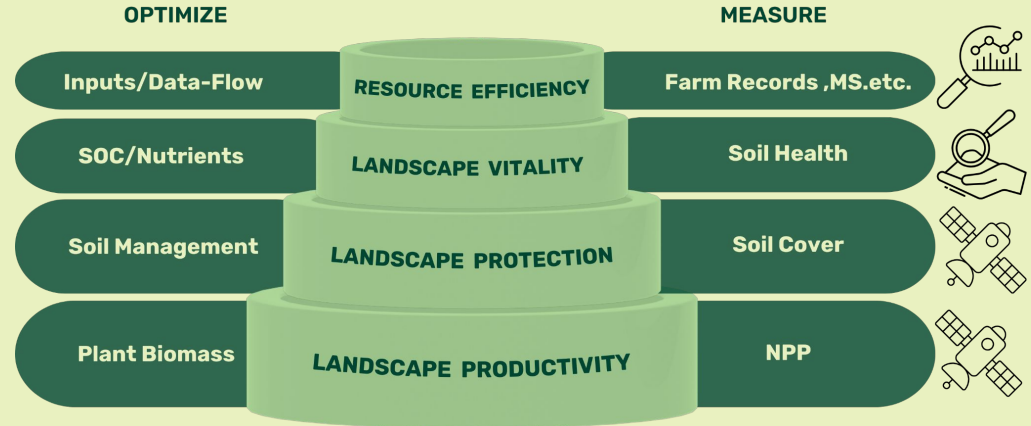 OPTIMIZE
MEASURE
Inputs/Data-Flow
RESOURCE EFFICIENCY
Farm Records ,MS.etc.
SOC/Nutrients
LANDSCAPE VITALITY
Soil Health
Soil Management
LANDSCAPE PROTECTION
Soil Cover
Plant Biomass
LANDSCAPE PRODUCTIVITY
NPP